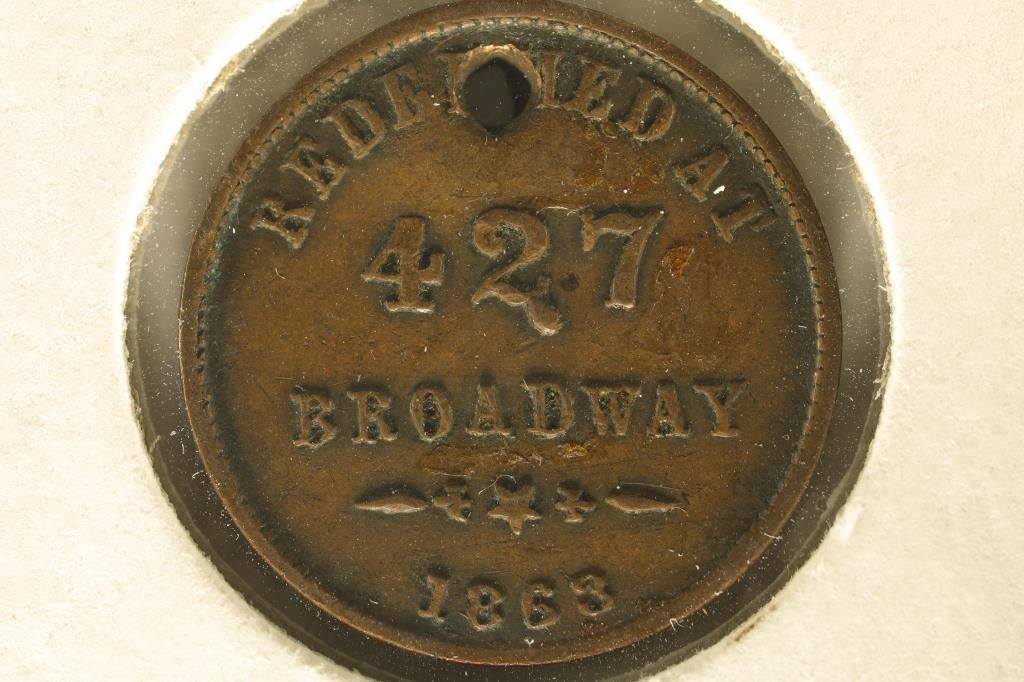 REDEEMED AT
427
BROADWAY
1863